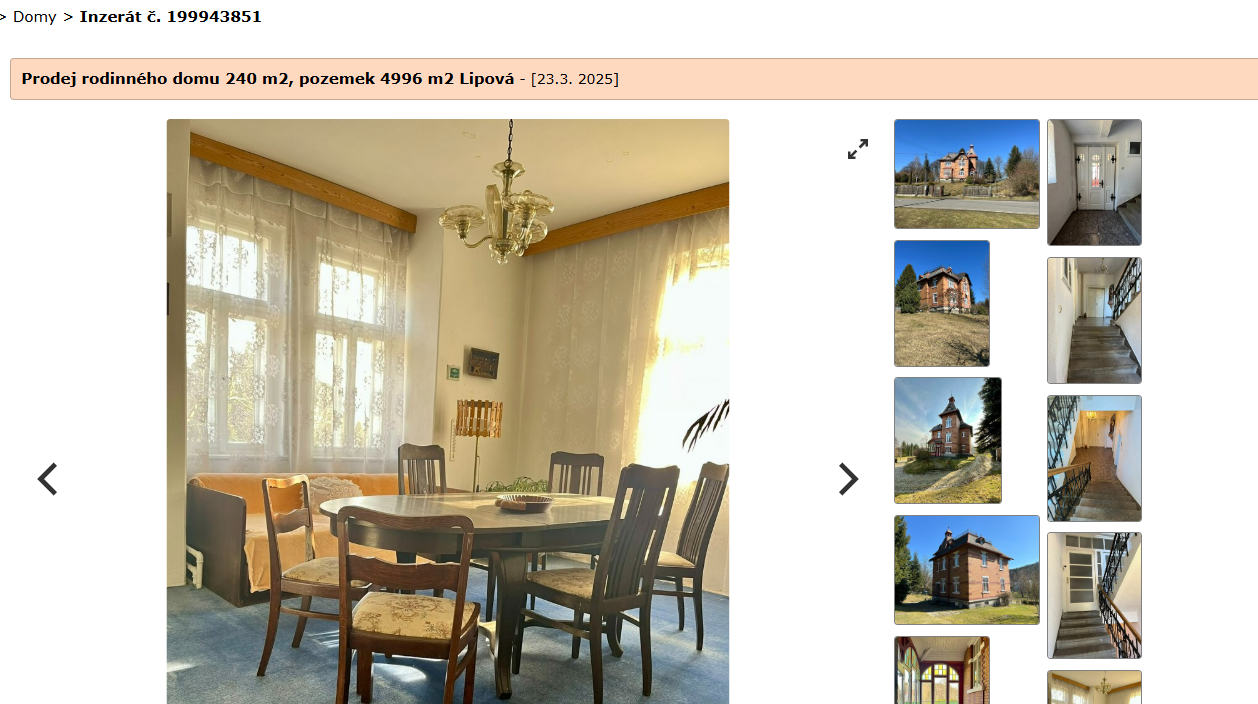 > Domy > Inzerát č. 199943851
Prodej rodinného domu 240 m2, pozemek 4996 m2 Lipová - [23.3. 2025]